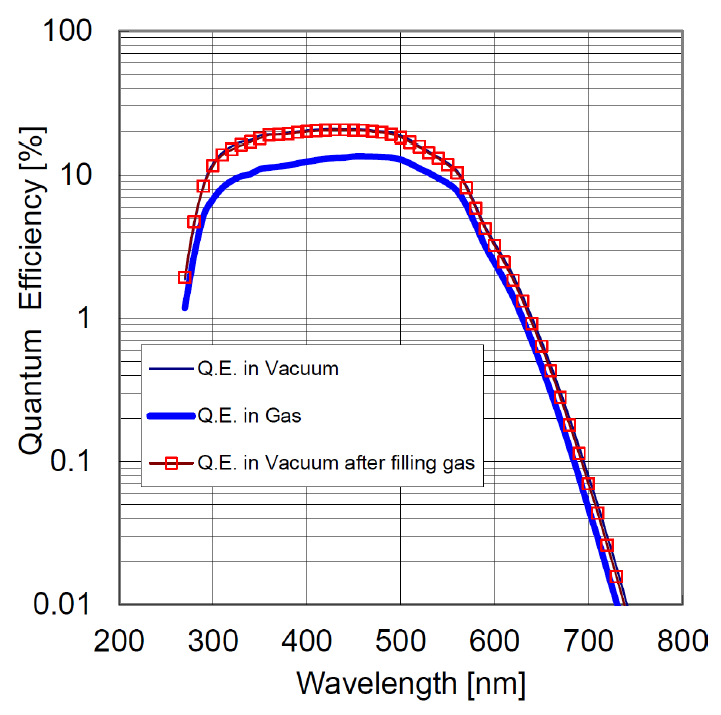 100
10
1
0.1
0.01
Quantum Efficiency [%]
Q.E. in Vacuum
Q.E. in Gas
Q.E. in Vacuum after filling gas
200 300 400 500 600 700 800
Wavelength [nm]